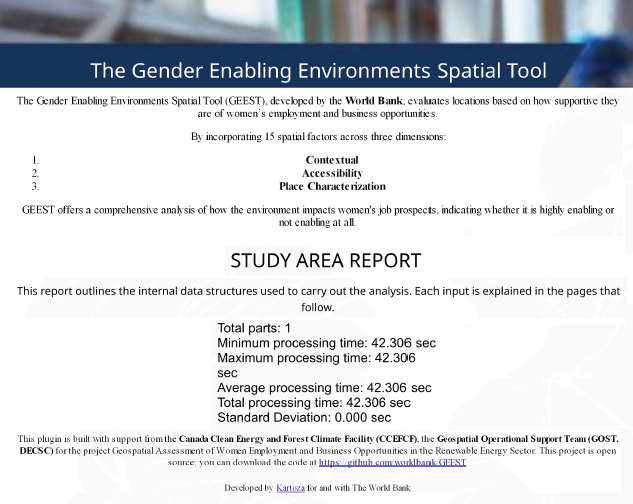 The Gender Enabling Environments Spatial Tool
The Gender Enabling Environments Spatial Tool (GEEST), developed by the World Bank, evaluates locations based on how supportive they
are of women's employment and business opportunities.
By incorporating 15 spatial factors across three dimensions:
1. Contextual
2. Accessibility
3. Place Characterization
GEEST offers a comprehensive analysis of how the environment impacts women's job prospects, indicating whether it is highly enabling or
not enabling at all.
STUDY AREA REPORT
This report outlines the internal data structures used to carry out the analysis. Each input is explained in the pages that
follow.
Total parts: 1
Minimum processing time: 42.306 sec
Maximum processing time: 42.306
sec
Average processing time: 42.306 sec
Total processing time: 42.306 sec
Standard Deviation: 0.000 sec
This plugin is built with support from the Canada Clean Energy and Forest Climate Facility (CCEFCF), the Geospatial Operational Support Team (GOST,
DECSC) for the project Geospatial Assessment of Women Employment and Business Opportunities in the Renewable Energy Sector. This project is open
source; you can download the code at https://github.com/worldbank/GEEST.
Developed by Kartoza for and with The World Bank